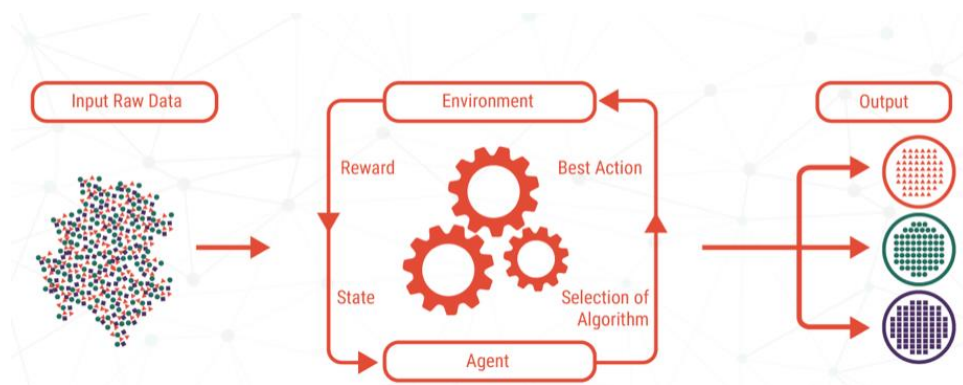 Input Raw Data
Environment
Output
Reward
Best Action
State
Selection of
Algorithm
Agent